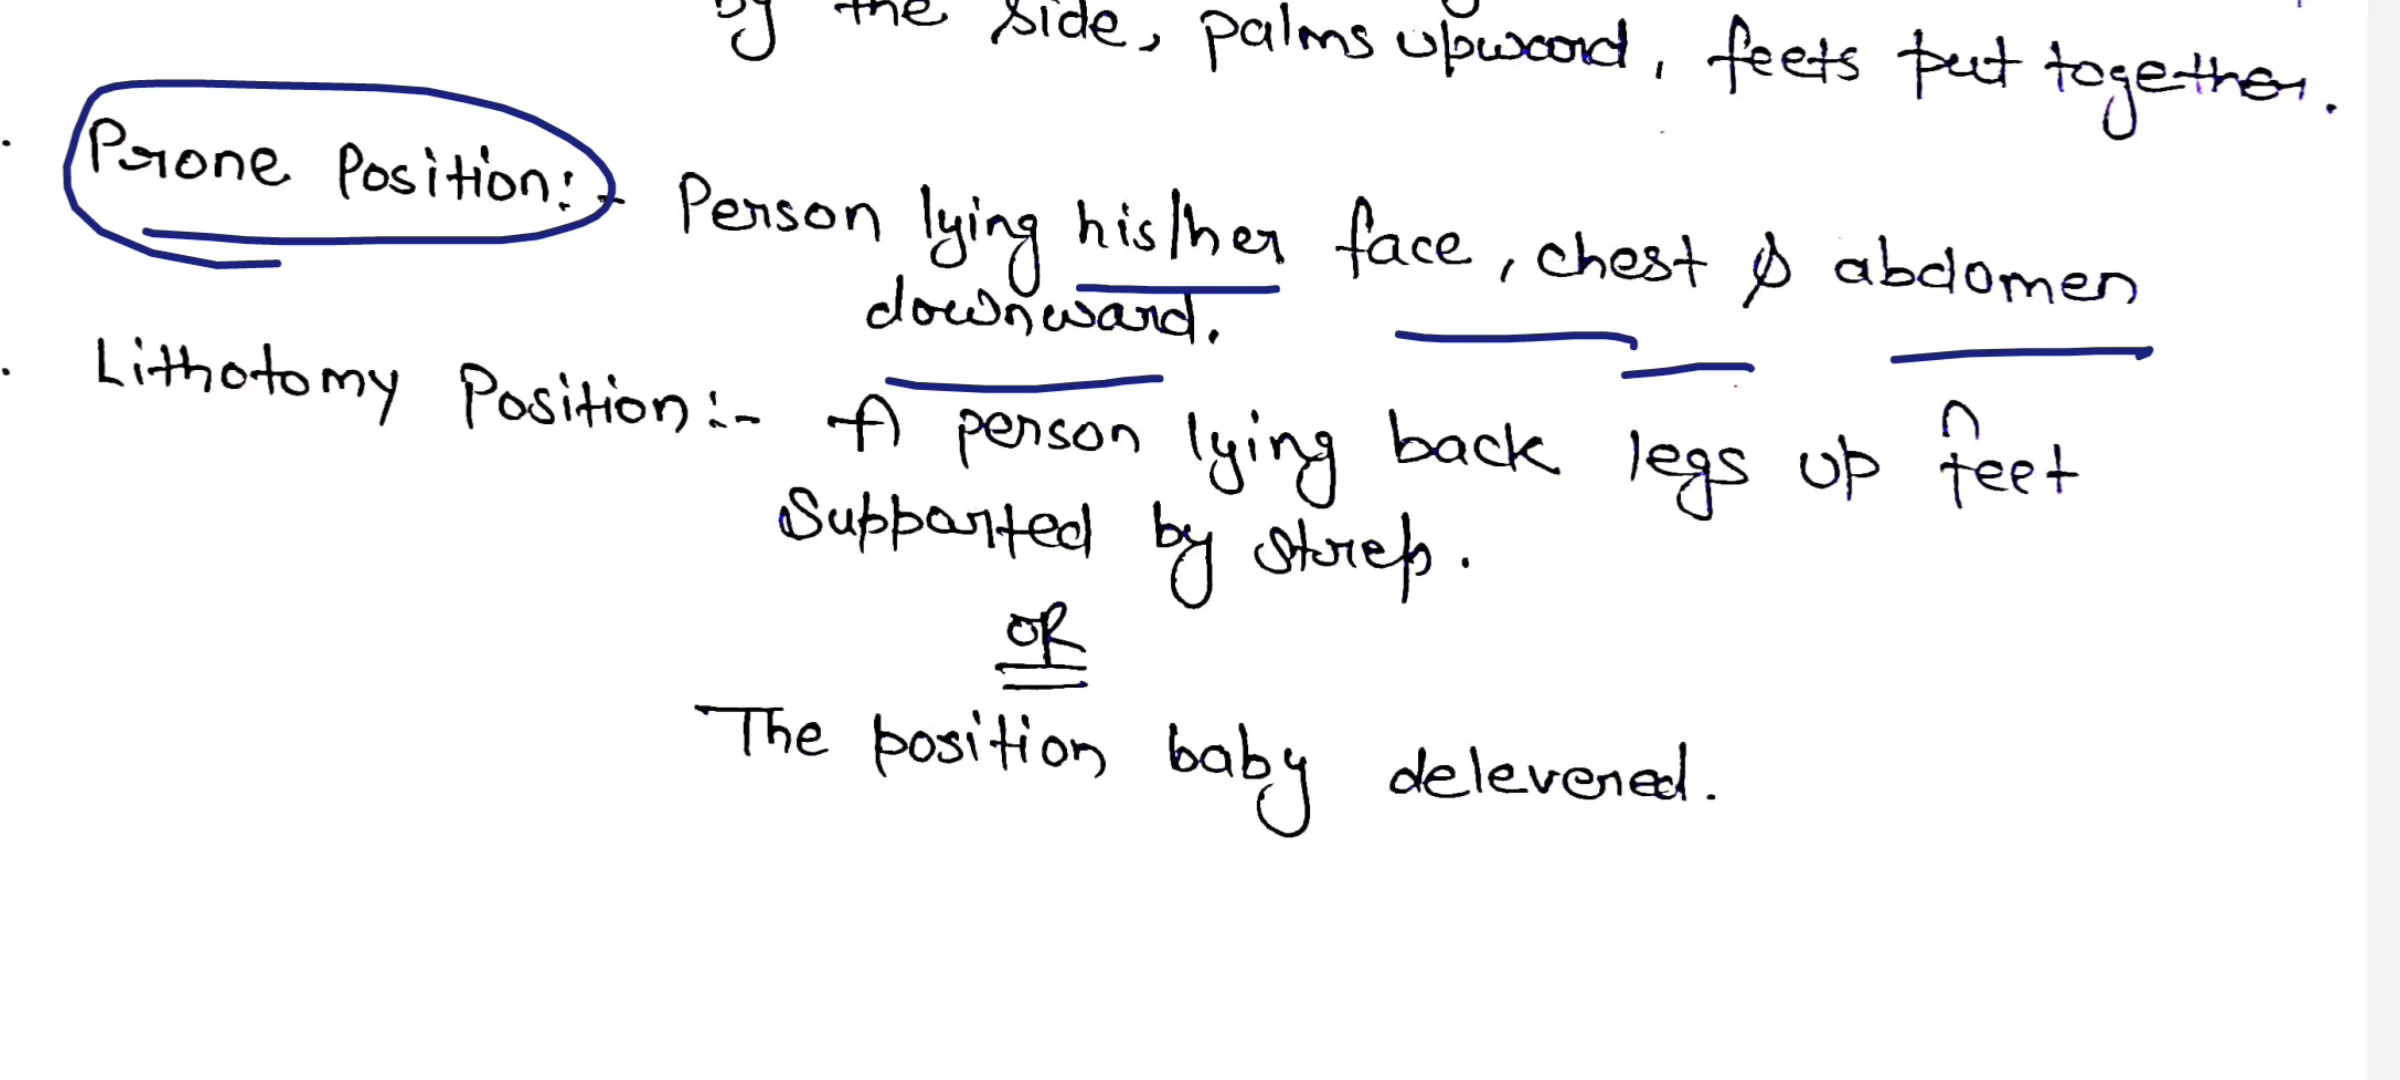 by the side, palms upward, feets put together.
Prone Position:- Person lying his/her face, chest & abdomen
downward.
Lithotomy Position:- A person lying back legs up feet
Supported by strep.
OR
The position baby delevered.